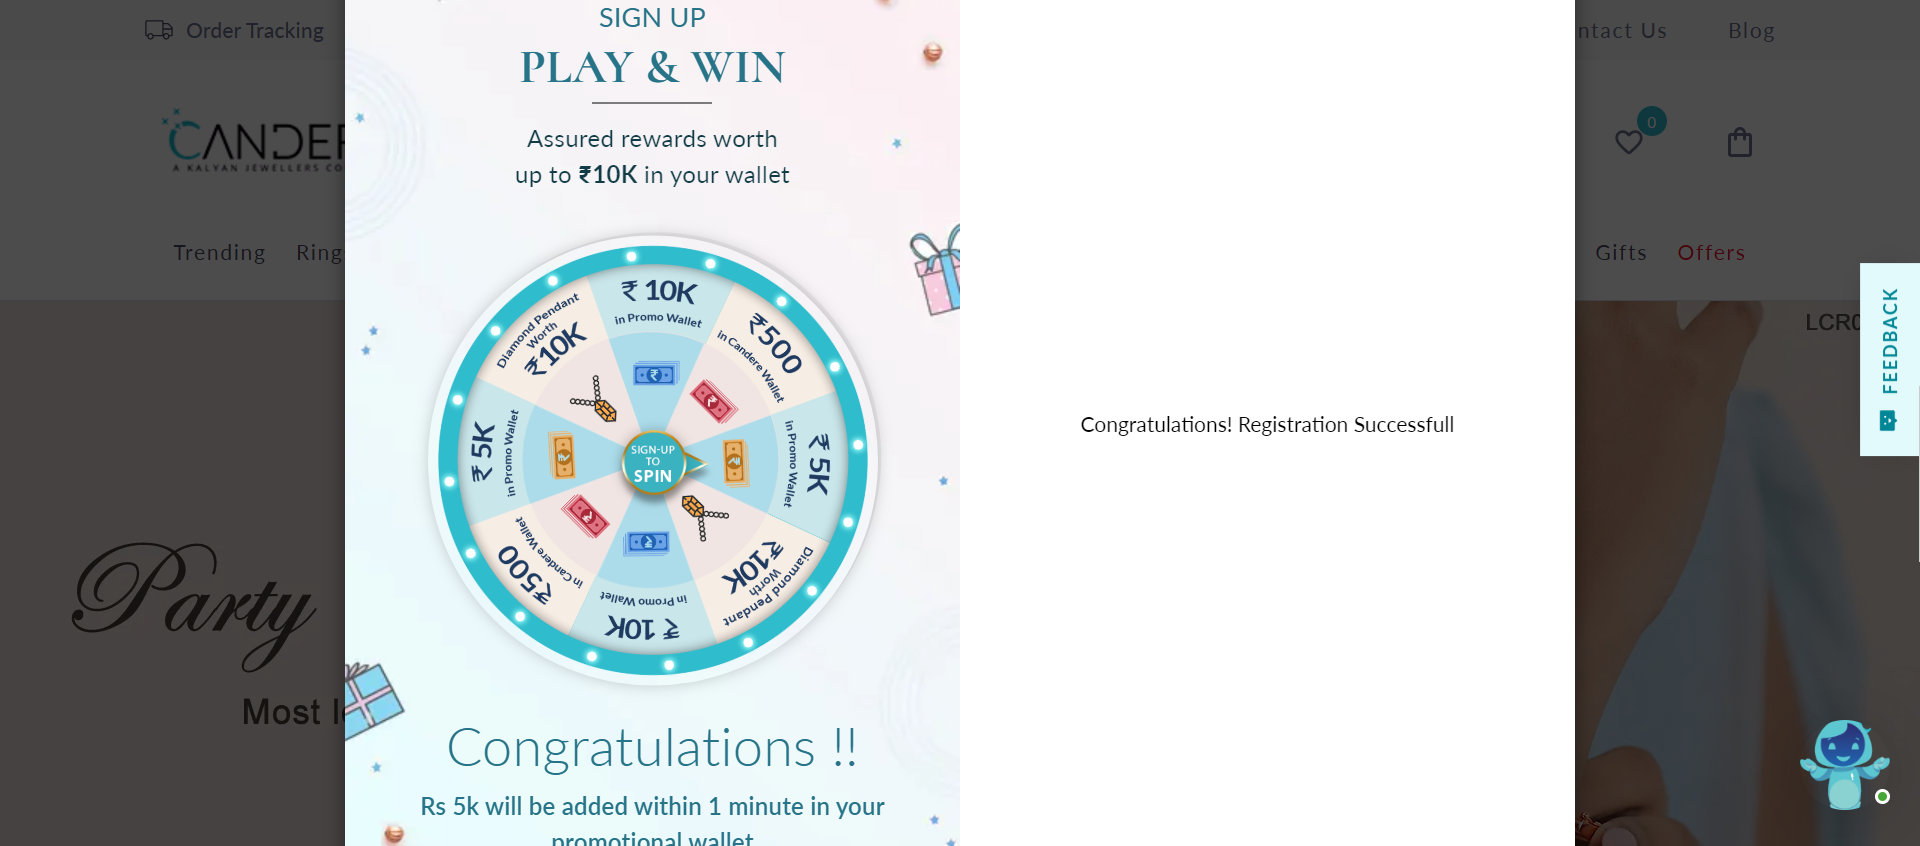 Order Tracking
ntact Us
Blog
CANDER
A KALYAN JEWELLERS CO
0
Trending
Ring
Gifts
Offers
SIGN UP
PLAY & WIN
Assured rewards worth
up to ₹10K in your wallet
₹ 10K
in Promo Wallet
₹500
in Candere Wallet
₹ 5K
in Promo Wallet
Diamond Pendant
Worth
₹10K
₹ 10K
in Promo Wallet
₹500
in Candere Wallet
₹ 5K
in Promo Wallet
Diamond Pendant
Worth
₹10K
SIGN-UP
TO
SPIN
Congratulations !!
Rs 5k will be added within 1 minute in your
promotional wallet
Congratulations! Registration Successfull
FEEDBACK
LCR0
Party
Most l